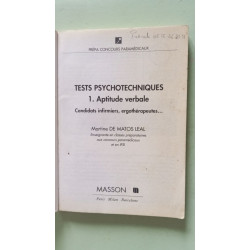 PRÉPA CONCOURS PARAMÉDICAUX
TESTS PSYCHOTECHNIQUES
1. Aptitude verbale
Candidats infirmiers, ergothérapeutes...
Martine DE MATOS LEAL
Enseignante en classes préparatoires
aux concours paramédicaux
et en IFSI
MASSON
Paris Milan Barcelone